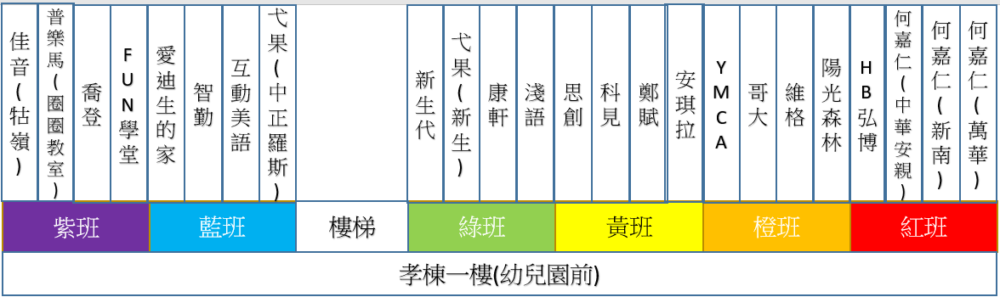 佳音(牯嶺)
普樂馬(圈圈教室)
喬登
FUN學堂
愛迪生的家
智勤
互動美語
弋果(中正羅斯)
新生代
弋果(新生)
康軒
淺語
思創
科見
鄭賦
安琪拉
YMCA
哥大
維格
陽光森林
HB弘博
何嘉仁(中華安親)
何嘉仁(新南)
何嘉仁(萬華)
紫班
藍班
樓梯
綠班
黃班
橙班
紅班
孝棟一樓(幼兒園前)